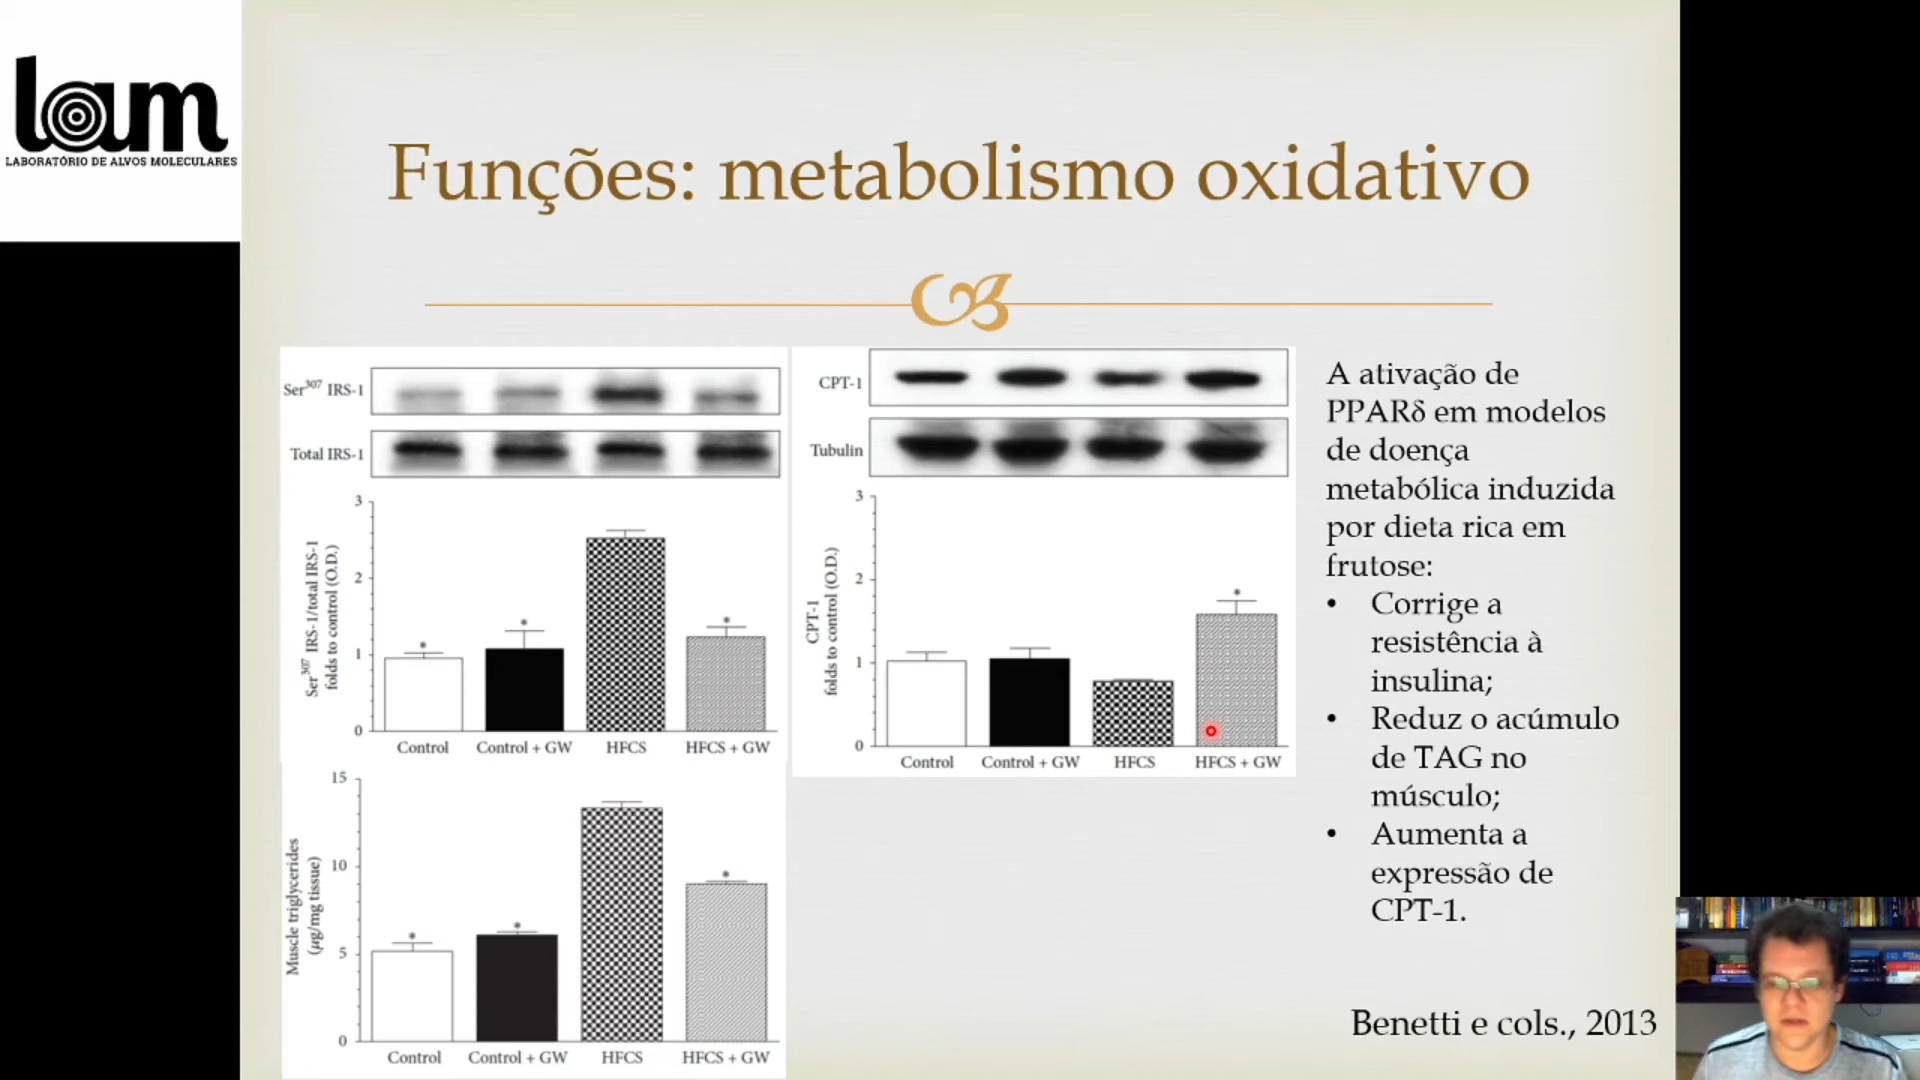 lam
LABORATÓRIO DE ALVOS MOLECULARES
Funções: metabolismo oxidativo
Ser307 IRS-1
Total IRS-1
3
2
1
0
Ser307 IRS-1/total IRS-1
folds to control (O.D.)
*
*
*
Control
Control + GW
HFCS
HFCS + GW
CPT-1
Tubulin
3
2
1
0
CPT-1
folds to control (O.D.)
*
Control
Control + GW
HFCS
HFCS + GW
15
10
5
0
Muscle triglycerides
(µg/mg tissue)
*
*
*
Control
Control + GW
HFCS
HFCS + GW
A ativação de
PPARδ em modelos
de doença
metabólica induzida
por dieta rica em
frutose:
• Corrige a
resistência à
insulina;
• Reduz o acúmulo
de TAG no
músculo;
• Aumenta a
expressão de
CPT-1.
Benetti e cols., 2013